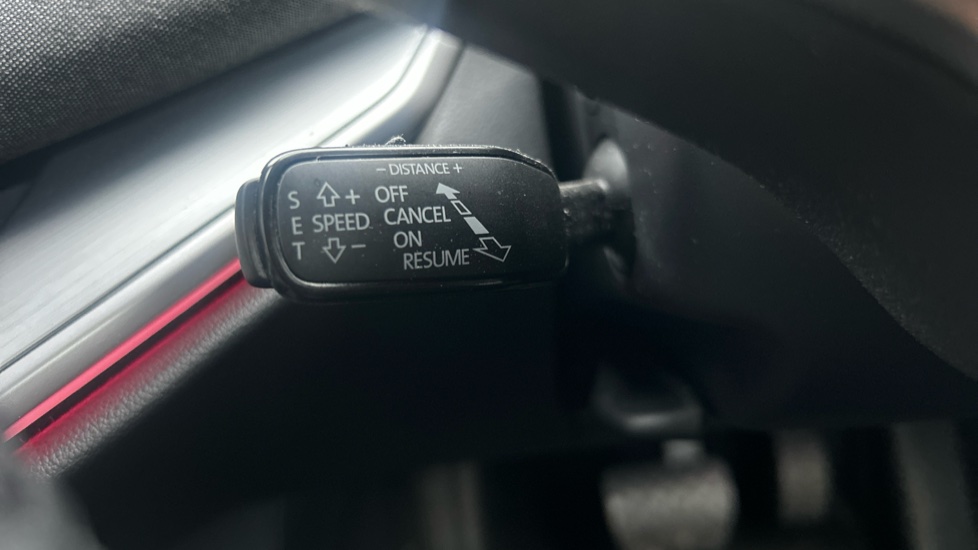 − DISTANCE +
S + OFF
E SPEED CANCEL
T − ON
RESUME